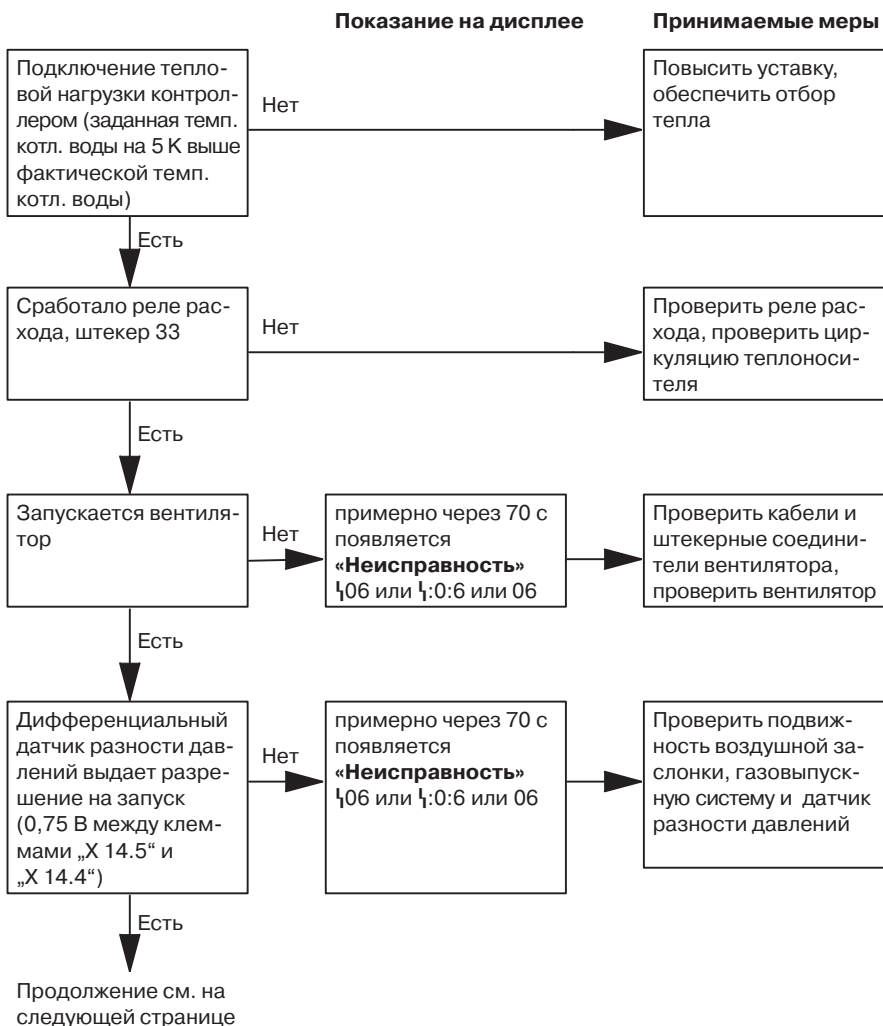 Показание на дисплее
Принимаемые меры
Подключение тепло-
вой нагрузки контрол-
лером (заданная темп.
котл. воды на 5 K выше
фактической темп.
котл. воды)
Нет
Повысить уставку,
обеспечить отбор
тепла
Есть
Сработало реле рас-
хода, штекер 33
Нет
Проверить реле рас-
хода, проверить цир-
куляцию теплоноси-
теля
Есть
Запускается вентиля-
тор
Нет
примерно через 70 с
появляется
«Неисправность»
06 или :0:6 или 06
Проверить кабели и
штекерные соедини-
тели вентилятора,
проверить вентилятор
Есть
Дифференциальный
датчик разности дав-
лений выдает разре-
шение на запуск
(0,75 В между клем-
мами „X 14.5“ и
„X 14.4“)
Нет
примерно через 70 с
появляется
«Неисправность»
06 или :0:6 или 06
Проверить подвиж-
ность воздушной за-
слонки, газовыпуск-
ную систему и датчик
разности давлений
Есть
Продолжение см. на
следующей странице